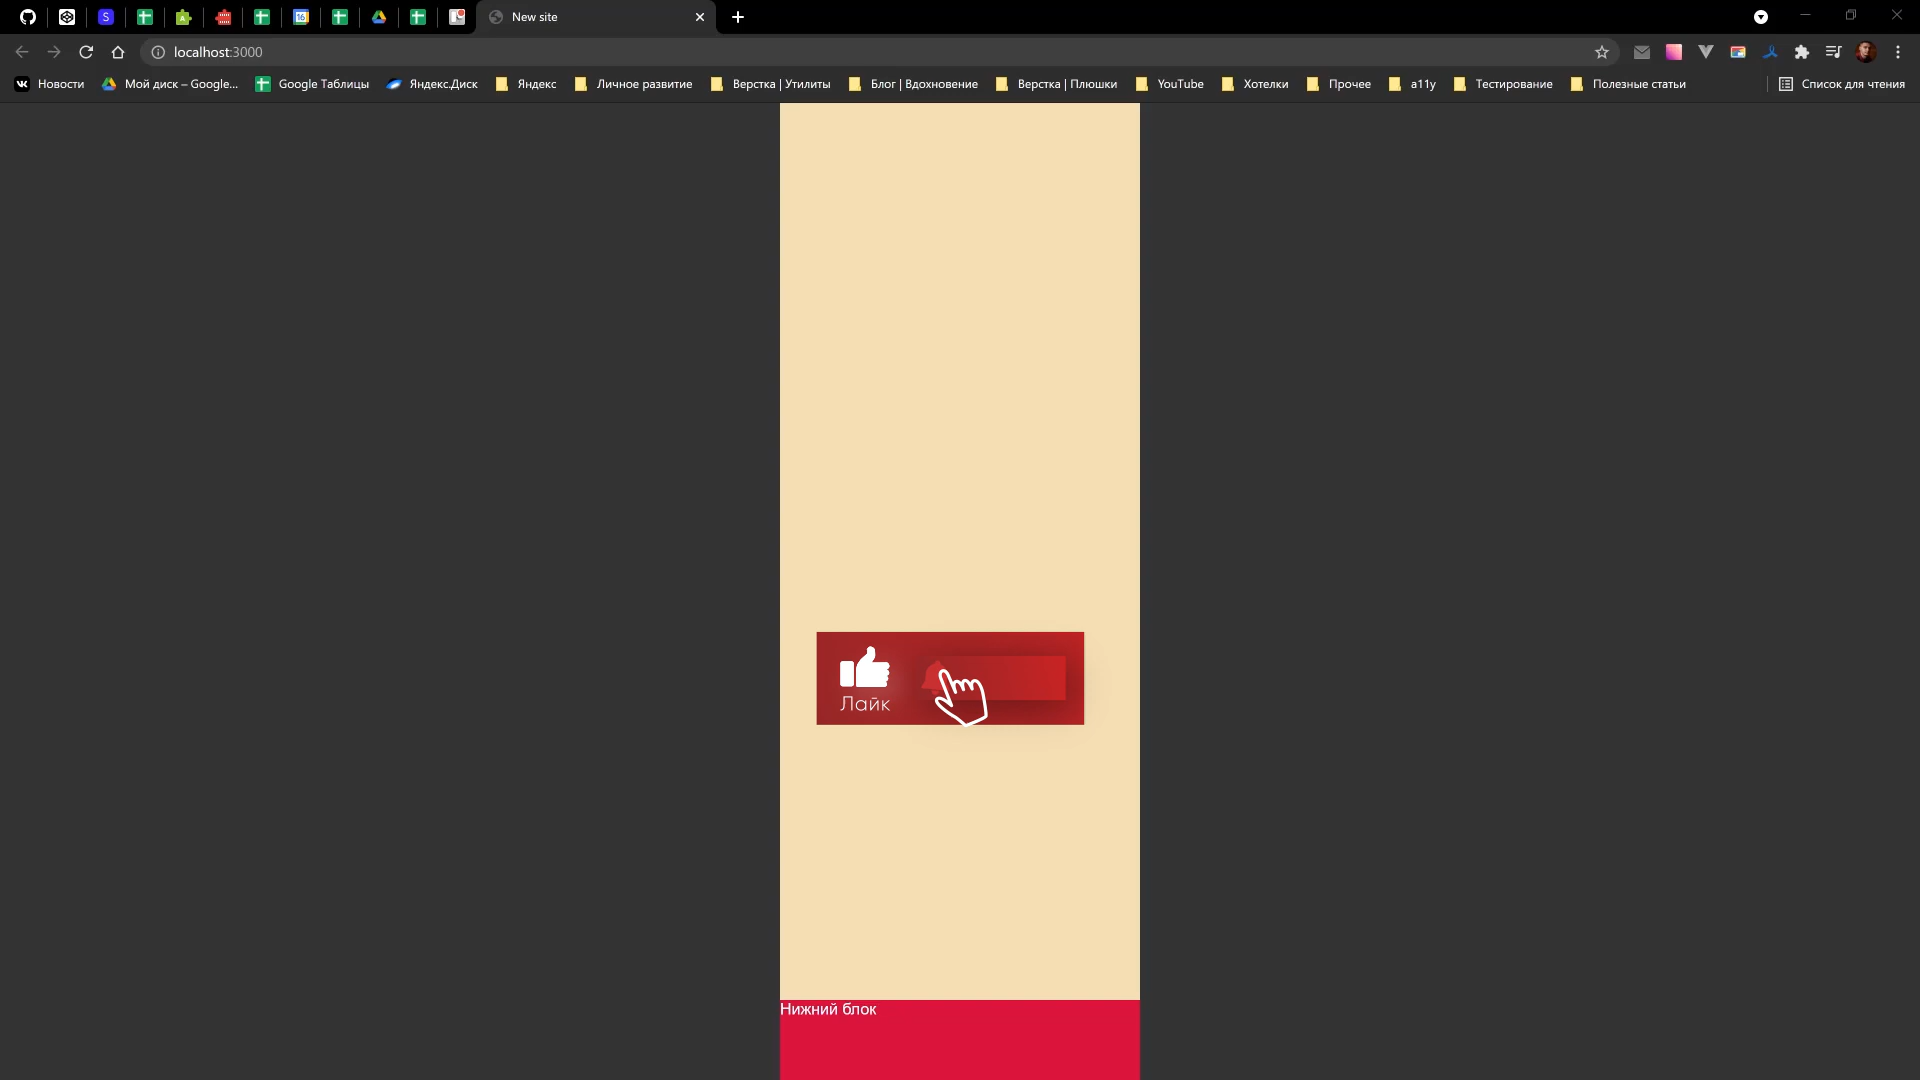 New site
localhost:3000
Новости
Мой диск – Google...
Google Таблицы
Яндекс.Диск
Яндекс
Личное развитие
Верстка | Утилиты
Блог | Вдохновение
Верстка | Плюшки
YouTube
Хотелки
Прочее
a11y
Тестирование
Полезные статьи
Список для чтения
Лайк
Нижний блок